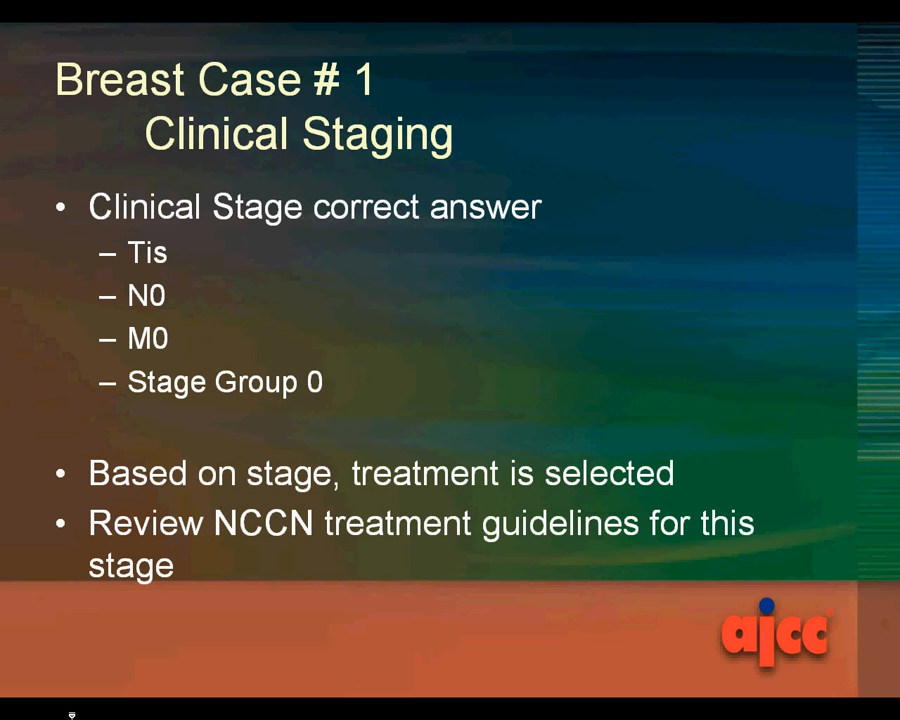 Breast Case # 1
Clinical Staging
• Clinical Stage correct answer
– Tis
– N0
– M0
– Stage Group 0
• Based on stage, treatment is selected
• Review NCCN treatment guidelines for this
stage
ajcc